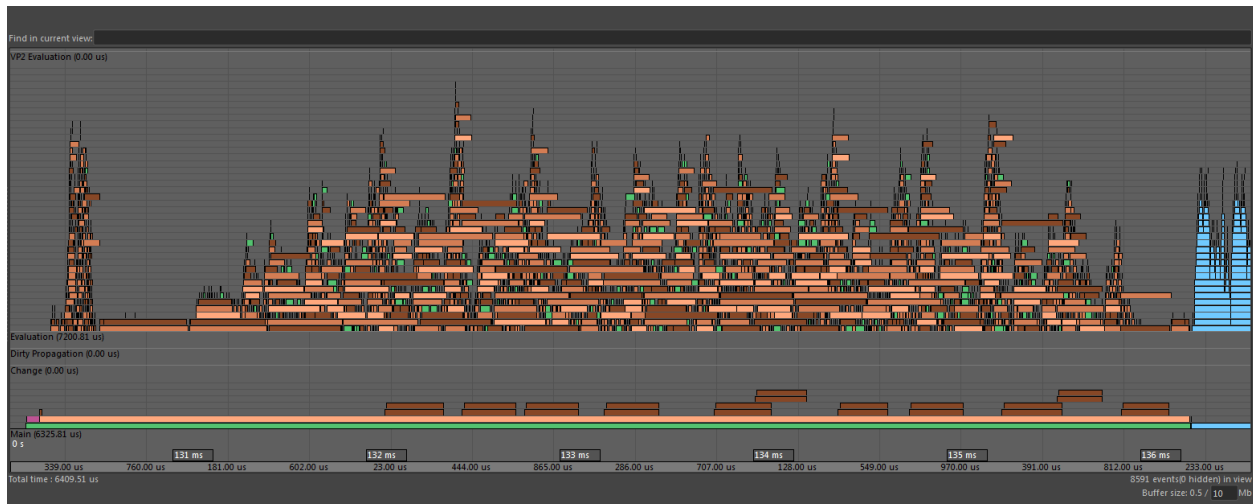 Find in current view:
VP2 Evaluation (0.00 us)
Evaluation (7200.81 us)
Dirty Propagation (0.00 us)
Change (0.00 us)
Main (6325.81 us)
0 s
131 ms 132 ms 133 ms 134 ms 135 ms 136 ms
339.00 us 760.00 us 181.00 us 602.00 us 23.00 us 444.00 us 865.00 us 286.00 us 707.00 us 128.00 us 549.00 us 970.00 us 391.00 us 812.00 us 233.00 us
Total time : 6409.51 us 8591 events(0 hidden) in view
Buffer size: 0.5 / 10 Mb